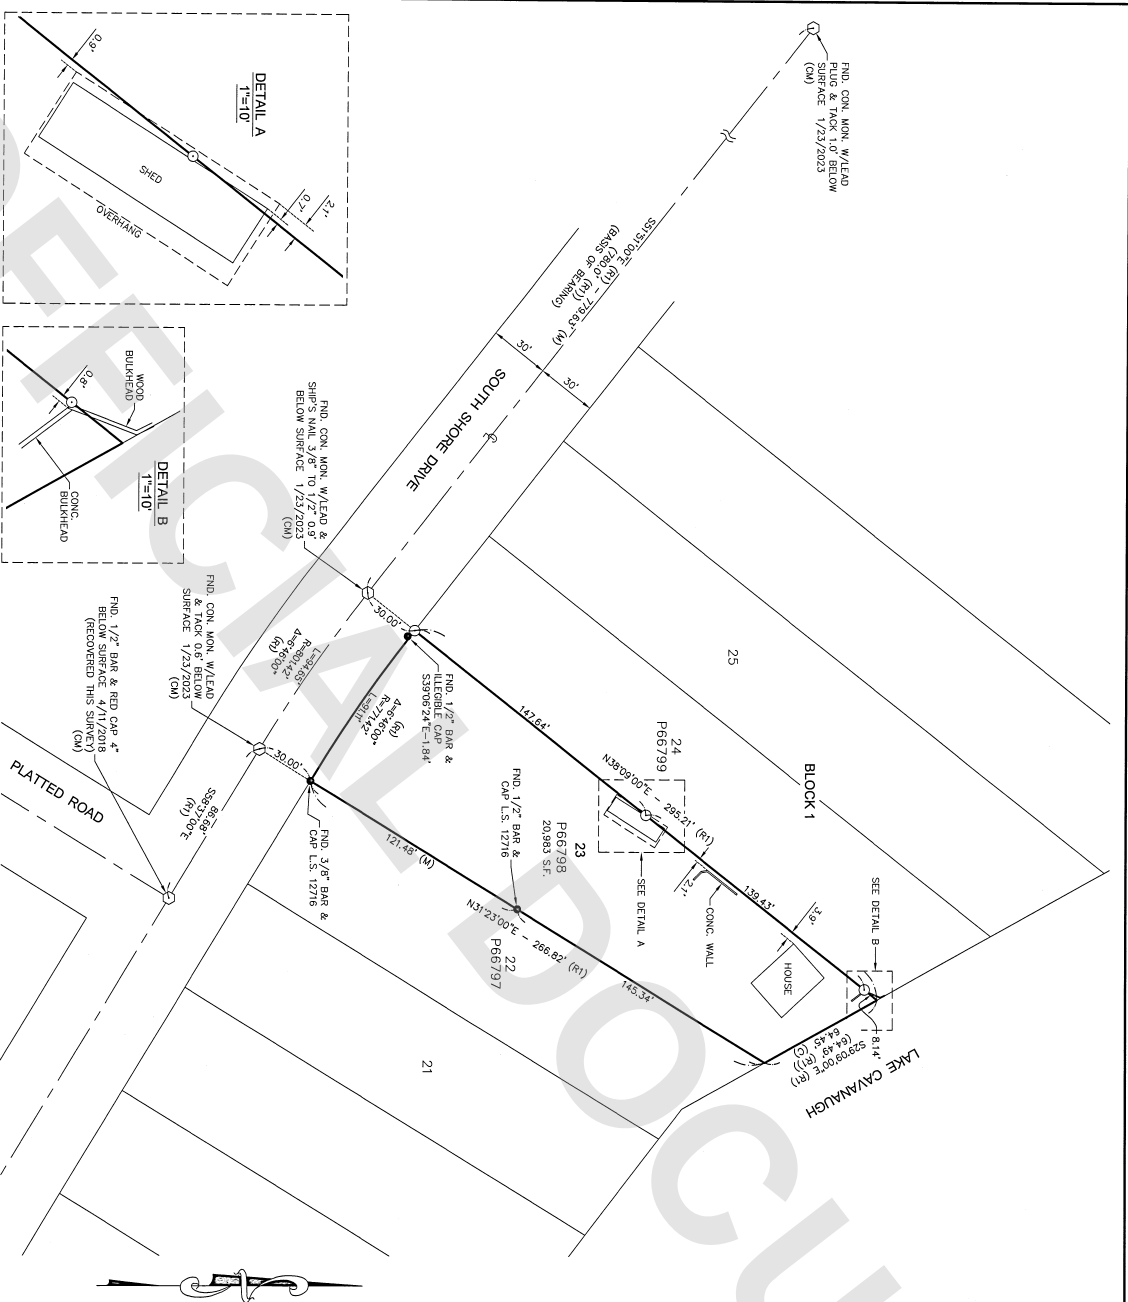 FND. CON. MON. W/LEAD
PLUG & TACK 1.0' BELOW
SURFACE 1/23/2023
(CM)
DETAIL A
1"=10'
0.9'
SHED
OVERHANG
0.7'
2.1'
S51°51'00"E (R1) - 779.63' (M)
(780.0' (R1))
(BASIS OF BEARING)
30'
30'
SOUTH SHORE DRIVE
DETAIL B
1"=10'
WOOD
BULKHEAD
0.8'
CONC.
BULKHEAD
FND. CON. MON. W/LEAD &
SHIP'S NAIL 3/8" TO 1/2" 0.9'
BELOW SURFACE 1/23/2023
(CM)
FND. CON. MON. W/LEAD
& TACK 0.6' BELOW
SURFACE 1/23/2023
(CM)
FND. 1/2" BAR & RED CAP 4"
BELOW SURFACE 4/11/2018
(RECOVERED THIS SURVEY)
(CM)
30.00'
L=94.65'
R=801.42'
Δ=6°46'00"
(R1)
(R1)
Δ=6°46'00"
R=771.42'
L=91.11'
FND. 1/2" BAR &
ILLEGIBLE CAP
S39°06'24"E-1.84'
30.00'
FND. 3/8" BAR &
CAP L.S. 12716
86.68'
S58°37'00"E
(R1)
PLATTED ROAD
25
BLOCK 1
24
P66799
147.64'
N38°09'00"E - 295.21' (R1)
139.43'
2.1'
3.9'
CONC. WALL
HOUSE
SEE DETAIL A
SEE DETAIL B
23
P66798
20,983 S.F.
FND. 1/2" BAR &
CAP L.S. 12716
121.48' (M)
N31°23'00"E - 266.82' (R1)
145.34'
22
P66797
21
8.14'
S29°09'00"E (R1)
(64.49' (R1))
64.45' (C)
LAKE CAVANAUGH
OFFICIAL DOCU